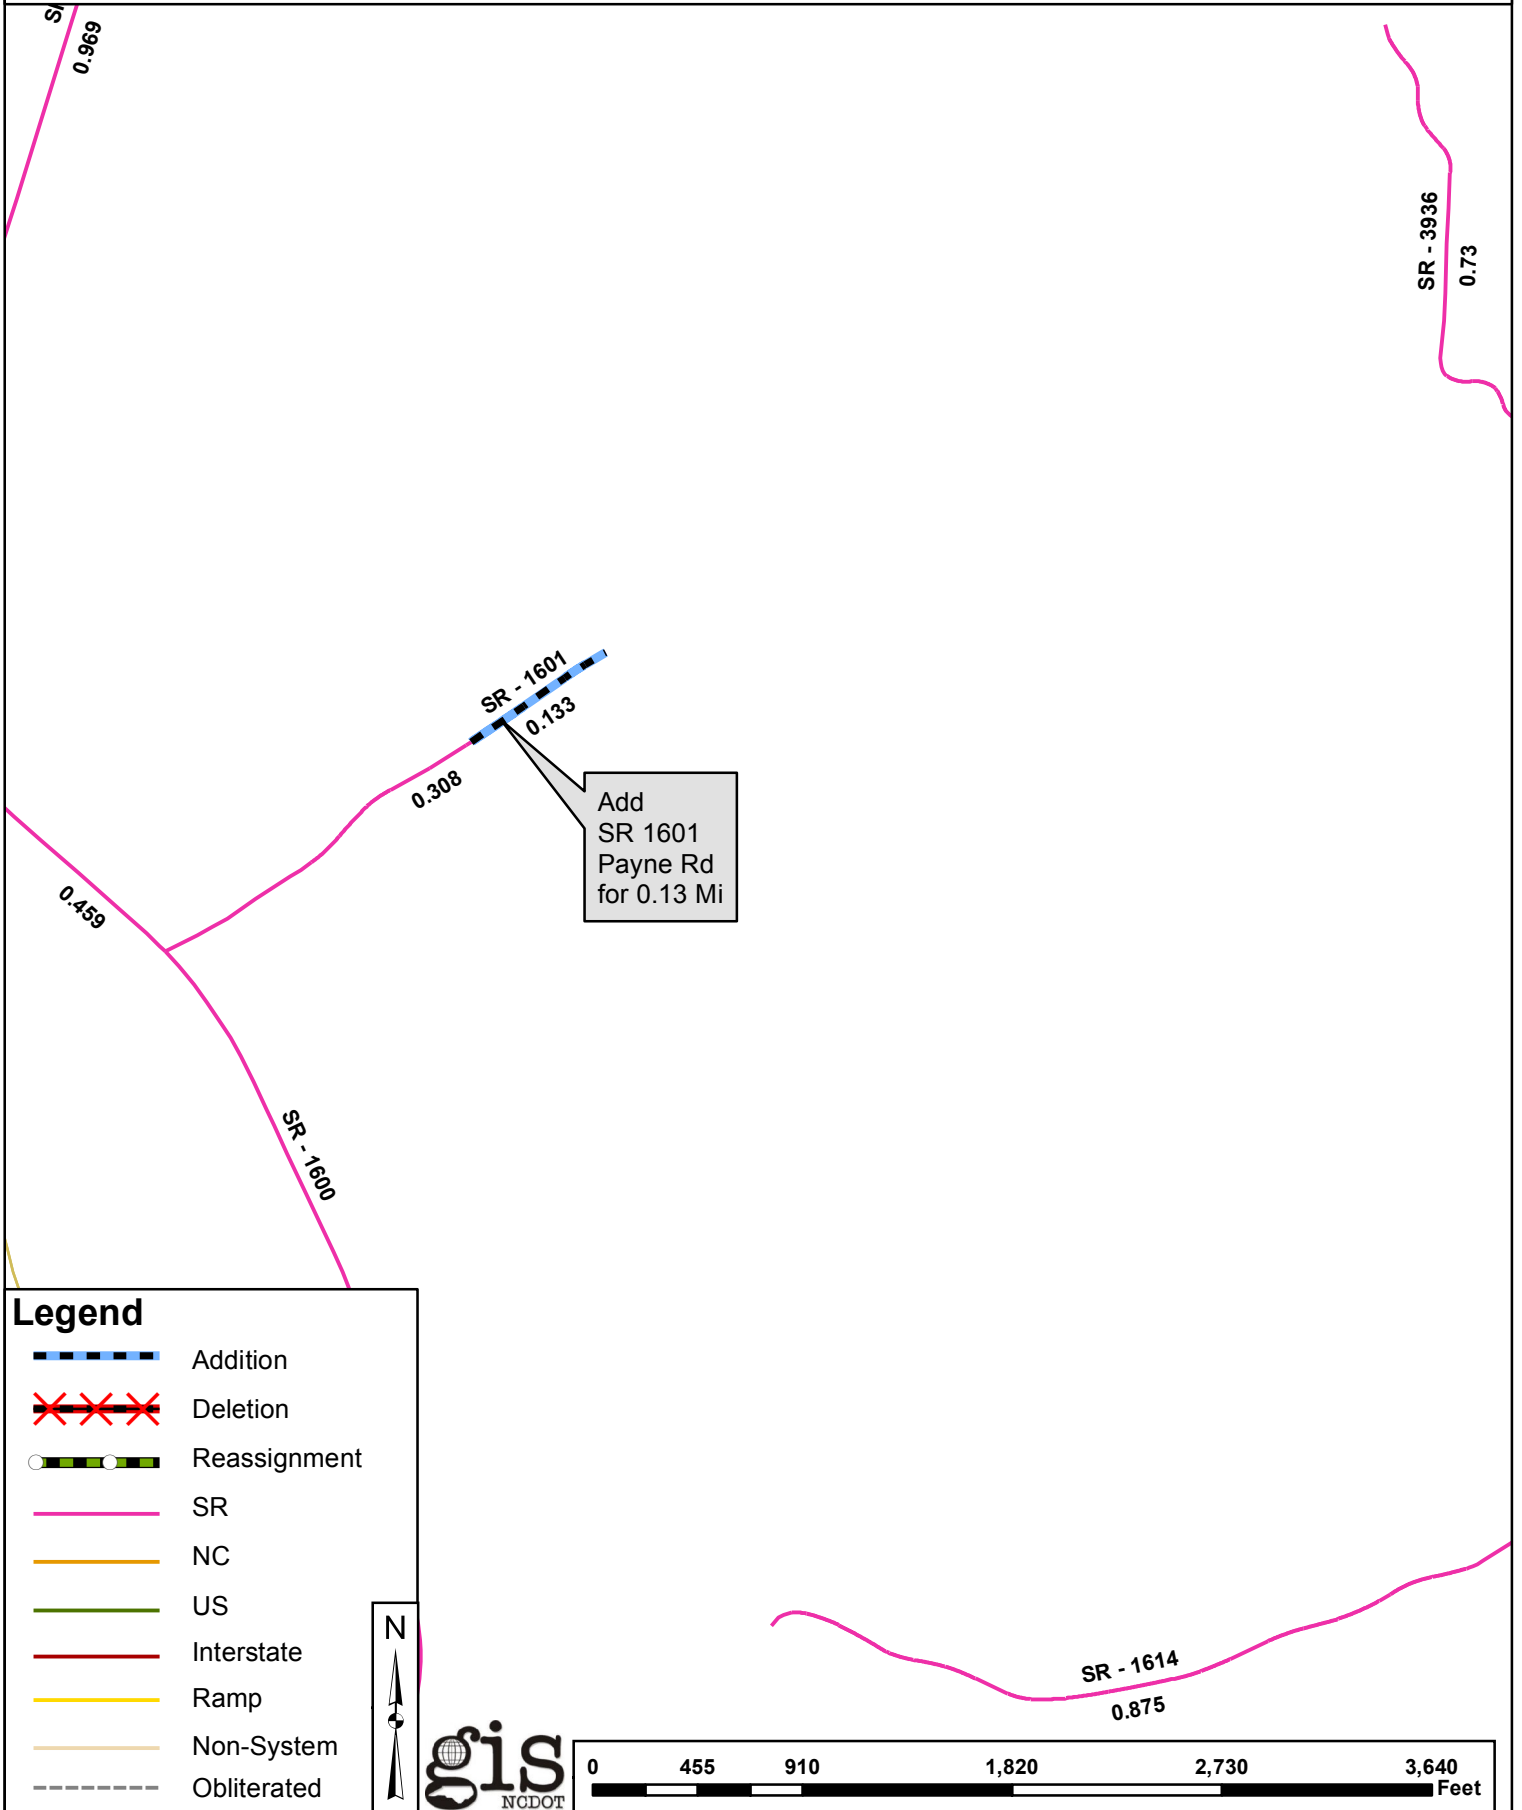 0.969
SR - 3936
0.73
SR - 1601
0.133
0.308
Add
SR 1601
Payne Rd
for 0.13 Mi
0.459
SR - 1600
Legend
Addition
Deletion
Reassignment
SR
NC
US
Interstate
Ramp
Non-System
Obliterated
N
SR - 1614
0.875
gis
NCDOT
0 455 910 1,820 2,730 3,640
Feet